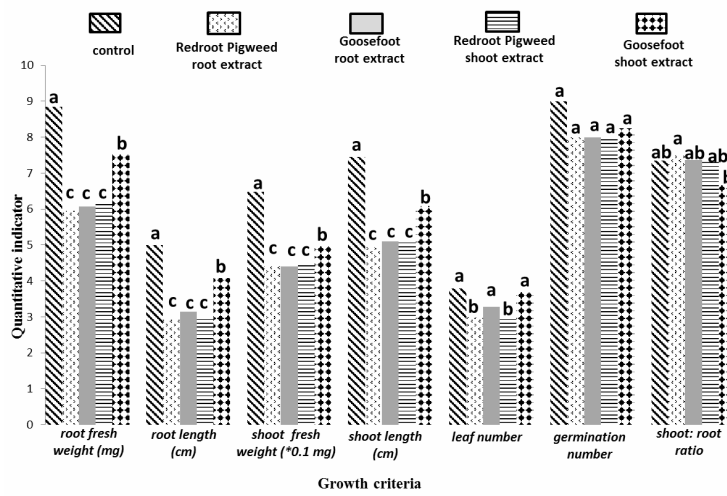 control
Redroot Pigweed
root extract
Goosefoot
root extract
Redroot Pigweed
shoot extract
Goosefoot
shoot extract
Quantitative indicator
10
9
8
7
6
5
4
3
2
1
0
a c c c b
a c c c b
a c c c b
a c c c b
a b a b a
a a a a a
ab a ab ab b
root fresh
weight (mg)
root length
(cm)
shoot fresh
weight (*0.1 mg)
shoot length
(cm)
leaf number
germination
number
shoot: root
ratio
Growth criteria